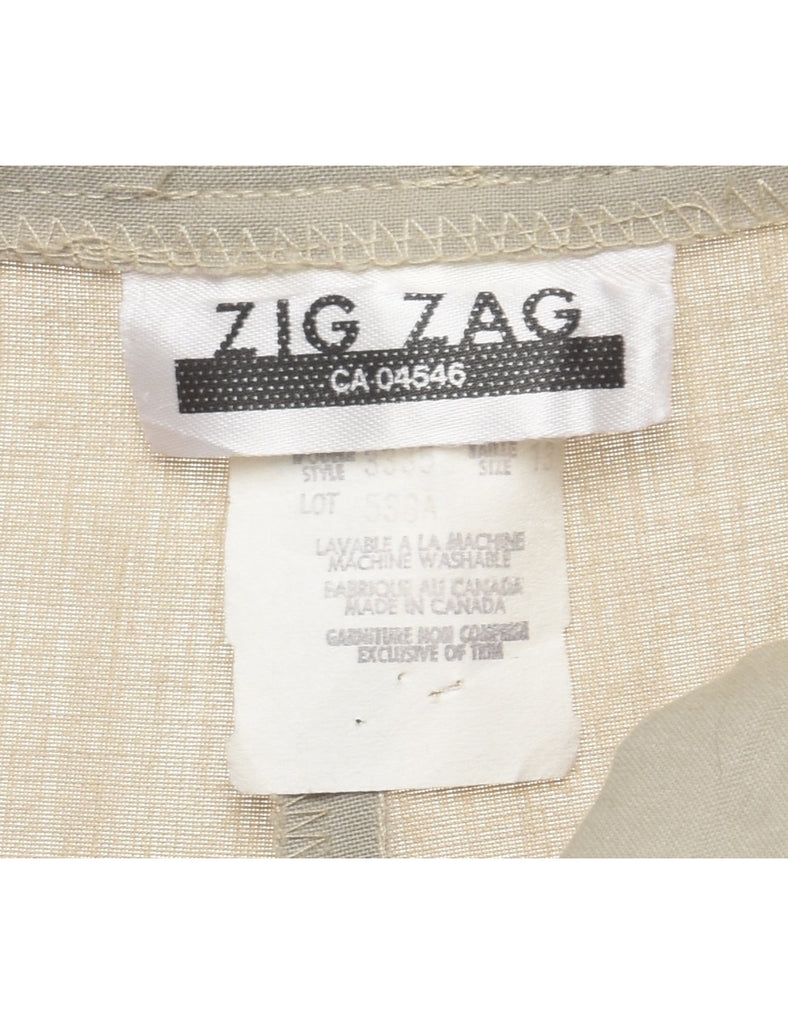 ZIG ZAG
CA 04546
STYLE
TAILLE
SIZE
LOT
LAVABLE A LA MACHINE
MACHINE WASHABLE
FABRIQUE AU CANADA
MADE IN CANADA
GARNITURE NON COMPRISE
EXCLUSIVE OF TRIM